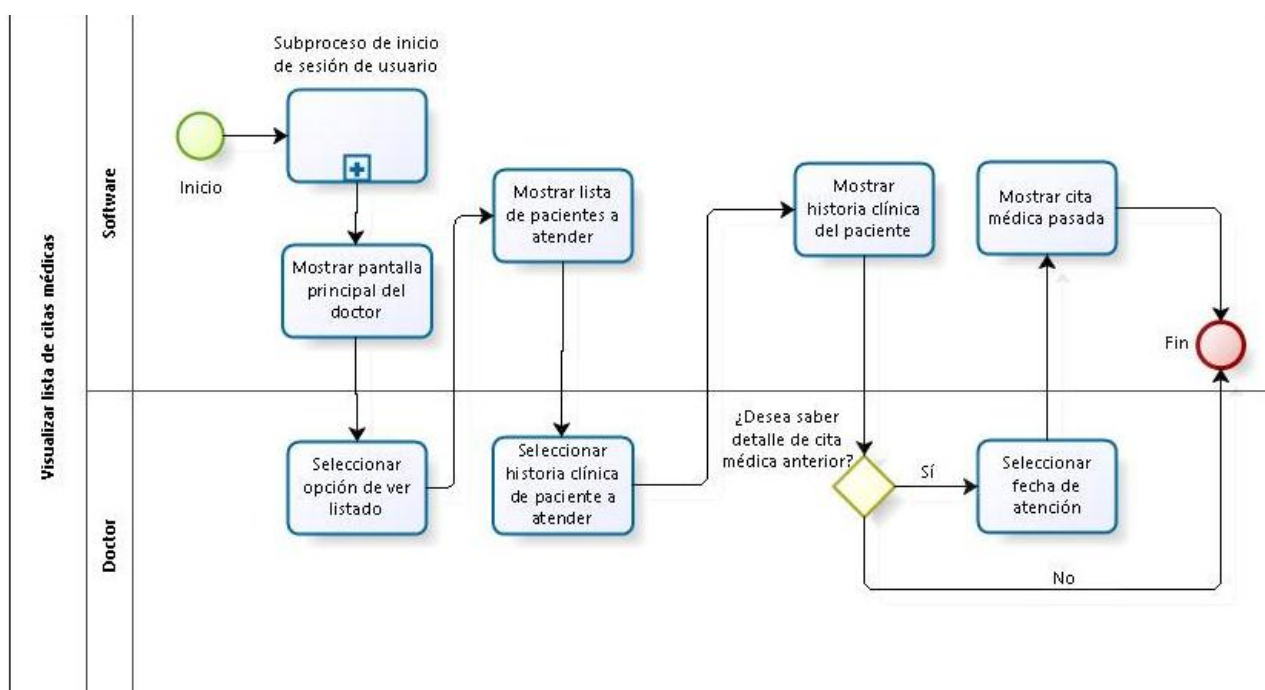 Visualizar lista de citas médicas
Software
Subproceso de inicio
de sesión de usuario
Inicio
Mostrar pantalla
principal del
doctor
Mostrar lista
de pacientes a
atender
Mostrar
historia clínica
del paciente
Mostrar cita
médica pasada
Fin
Doctor
Seleccionar
opción de ver
listado
Seleccionar
historia clínica
de paciente a
atender
¿Desea saber
detalle de cita
médica anterior?
Sí
Seleccionar
fecha de
atención
No